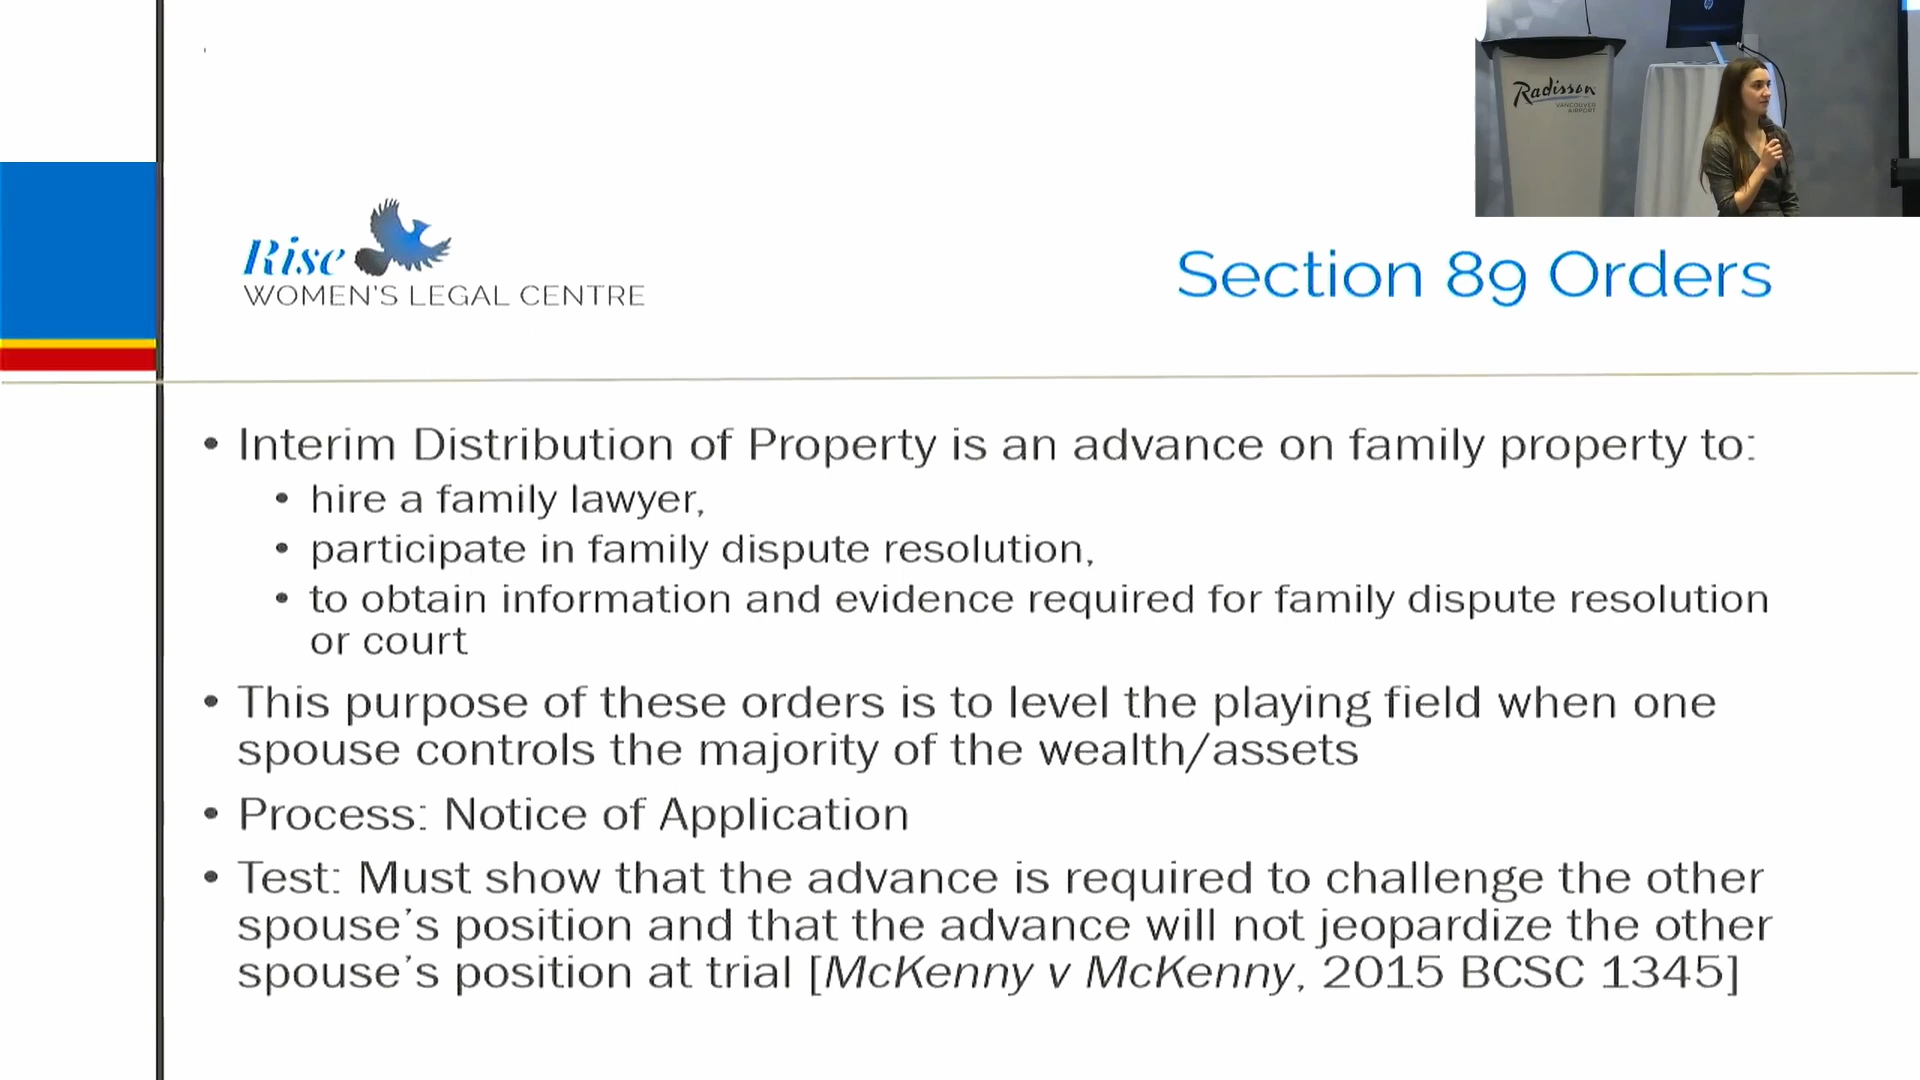 Radisson
VANCOUVER
AIRPORT
Rise
WOMEN'S LEGAL CENTRE
Section 89 Orders
• Interim Distribution of Property is an advance on family property to:
• hire a family lawyer,
• participate in family dispute resolution,
• to obtain information and evidence required for family dispute resolution
or court
• This purpose of these orders is to level the playing field when one
spouse controls the majority of the wealth/assets
• Process: Notice of Application
• Test: Must show that the advance is required to challenge the other
spouse's position and that the advance will not jeopardize the other
spouse's position at trial [McKenny v McKenny, 2015 BCSC 1345]